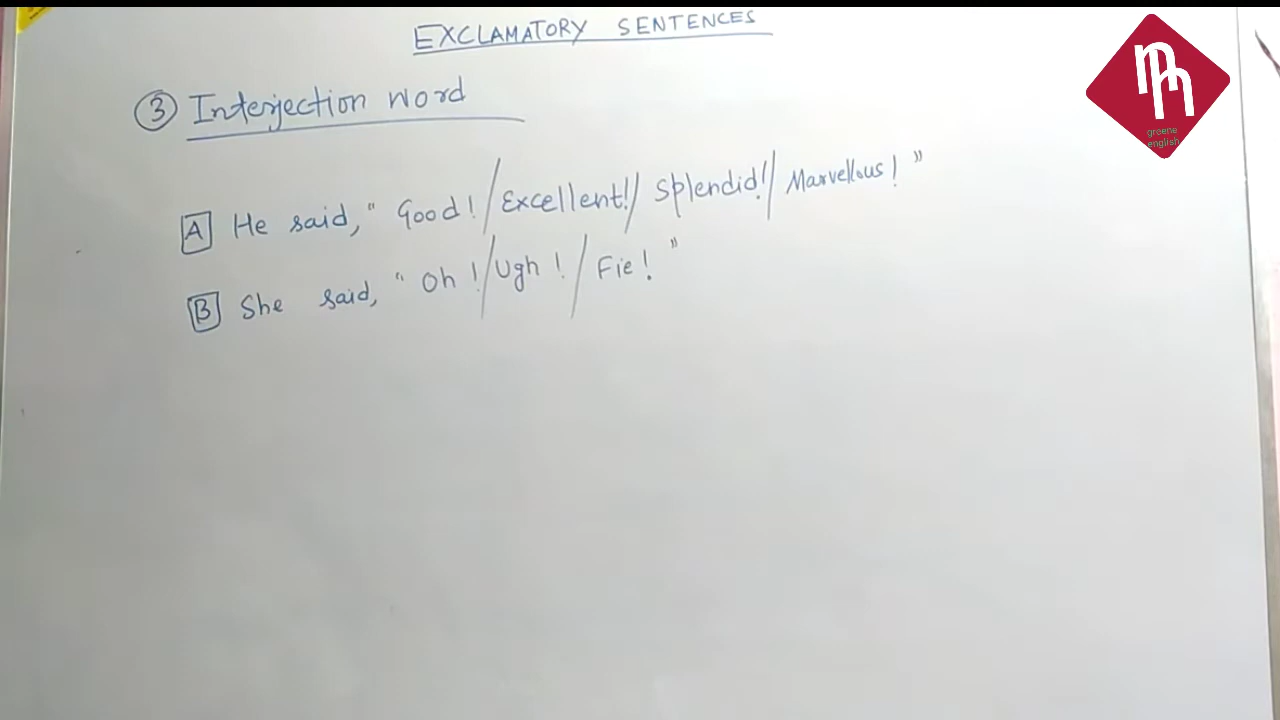 EXCLAMATORY SENTENCES
③ Interjection word
A He said, " Good! / Excellent!! / Splendid!! / Marvellous! "
B She said, " Oh! / Ugh! / Fie! "
groene
english